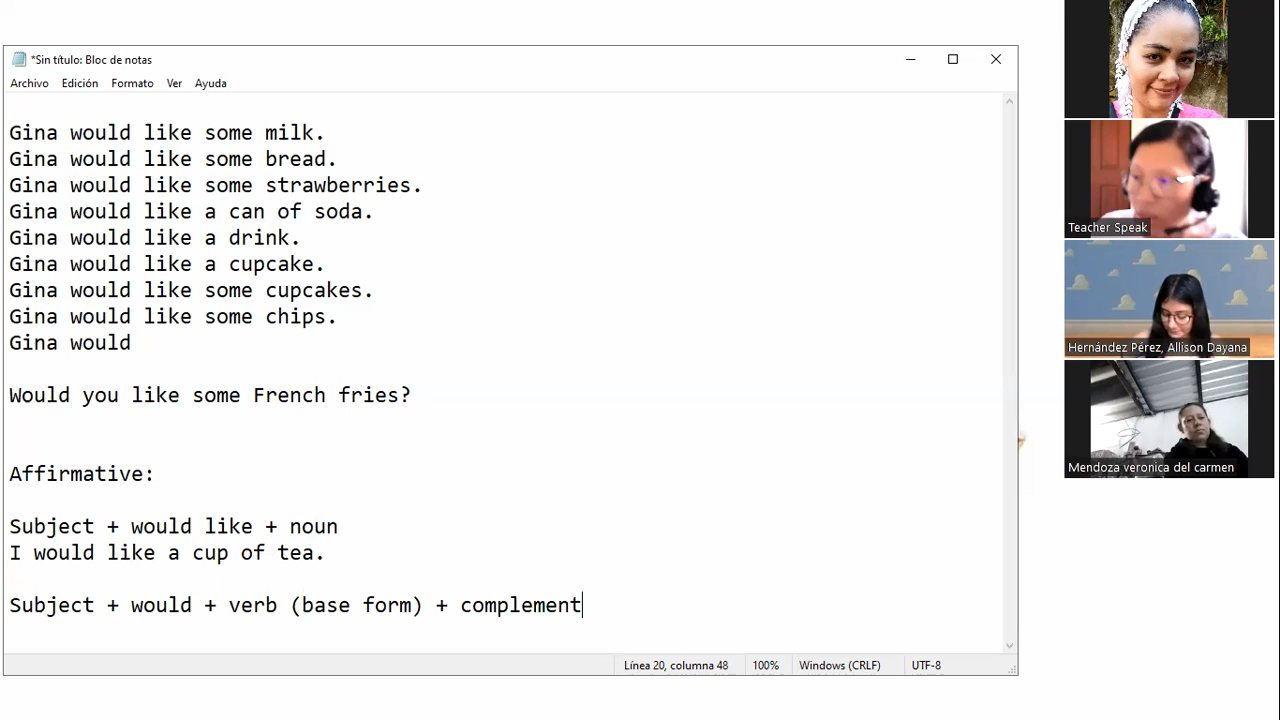 *Sin título: Bloc de notas
Archivo Edición Formato Ver Ayuda
Gina would like some milk.
Gina would like some bread.
Gina would like some strawberries.
Gina would like a can of soda.
Gina would like a drink.
Gina would like a cupcake.
Gina would like some cupcakes.
Gina would like some chips.
Gina would
Would you like some French fries?
Affirmative:
Subject + would like + noun
I would like a cup of tea.
Subject + would + verb (base form) + complement
Línea 20, columna 48 100% Windows (CRLF) UTF-8
Teacher Speak
Hernández Pérez, Allison Dayana
Mendoza veronica del carmen